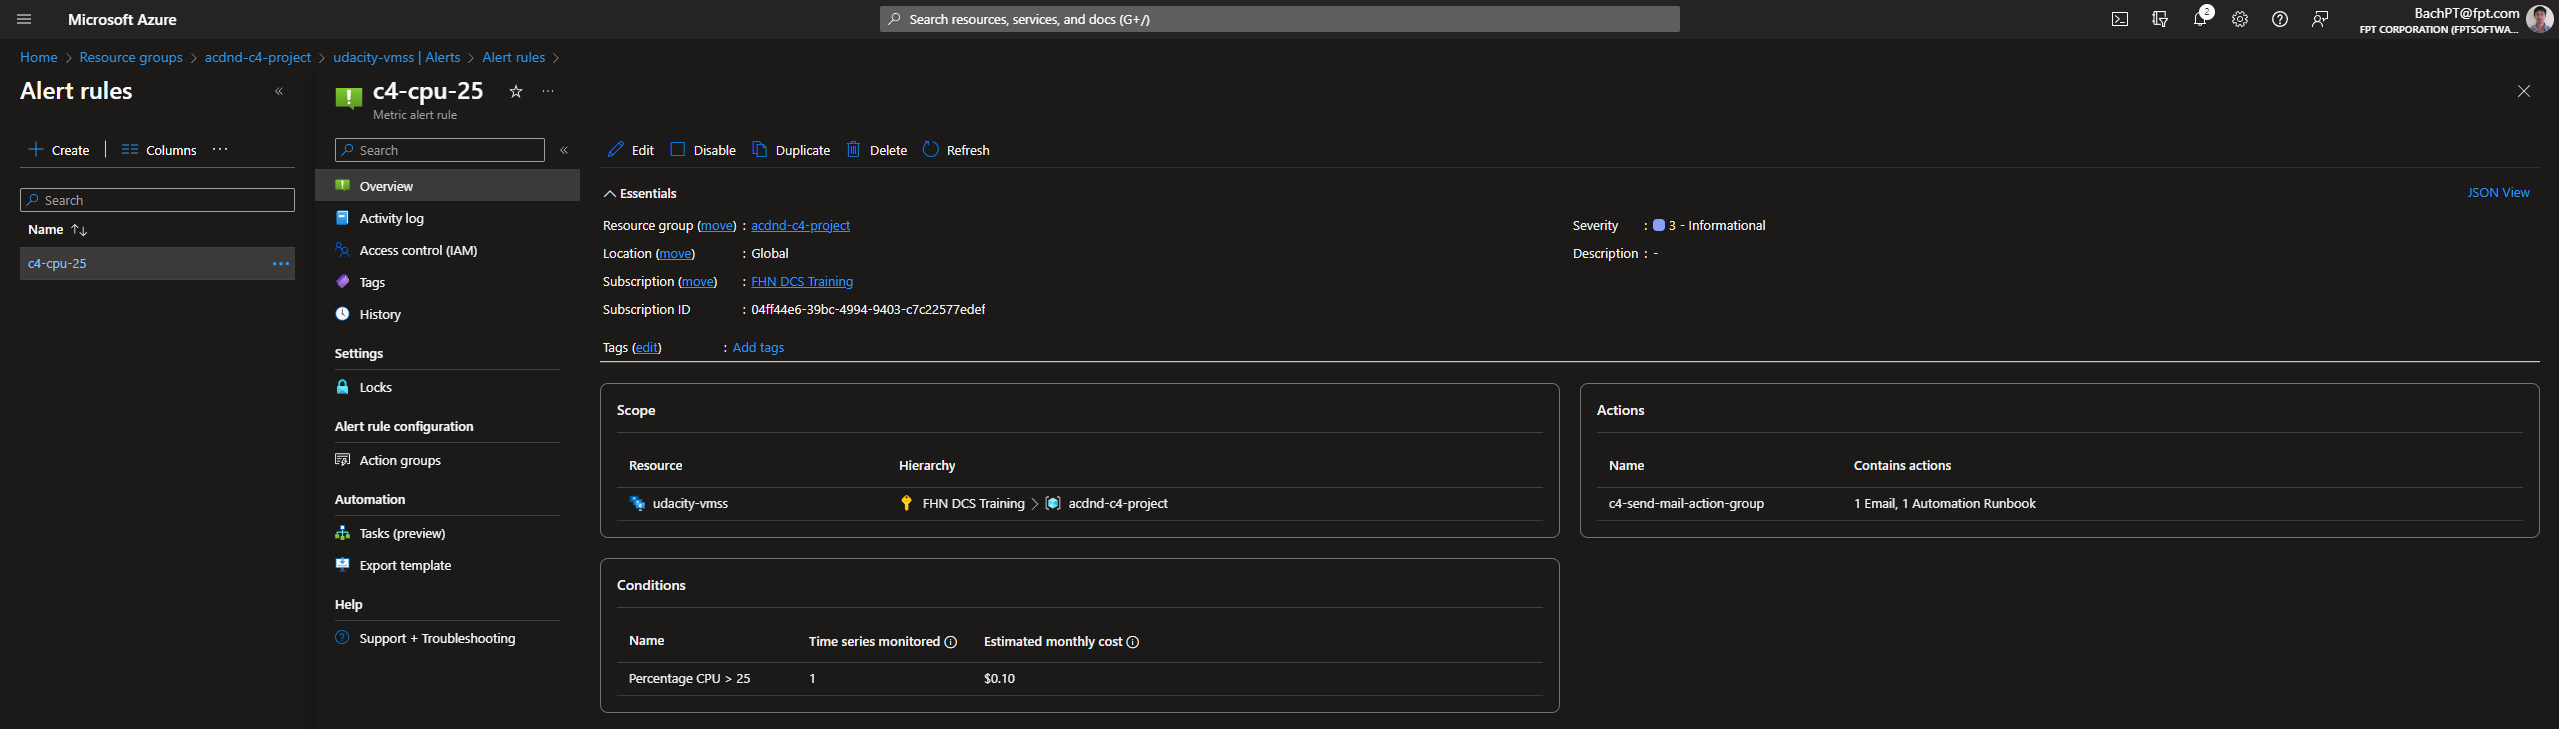 Microsoft Azure
Search resources, services, and docs (G+/)
2
BachPT@fpt.com
FPT CORPORATION (FPTSOFTWA...
Home > Resource groups > acdnd-c4-project > udacity-vmss | Alerts > Alert rules >
Alert rules
«
+ Create
Columns
...
Search
Name ↑↓
c4-cpu-25
...
c4-cpu-25
...
Metric alert rule
Search
«
Overview
Activity log
Access control (IAM)
Tags
History
Settings
Locks
Alert rule configuration
Action groups
Automation
Tasks (preview)
Export template
Help
Support + Troubleshooting
Edit
Disable
Duplicate
Delete
Refresh
Essentials
JSON View
Resource group (move) : acdnd-c4-project
Location (move) : Global
Subscription (move) : FHN DCS Training
Subscription ID : 04ff44e6-39bc-4994-9403-c7c22577edef
Severity : 3 - Informational
Description : -
Tags (edit) : Add tags
Scope
Resource Hierarchy
udacity-vmss FHN DCS Training > acdnd-c4-project
Actions
Name Contains actions
c4-send-mail-action-group 1 Email, 1 Automation Runbook
Conditions
Name Time series monitored Estimated monthly cost
Percentage CPU > 25 1 $0.10